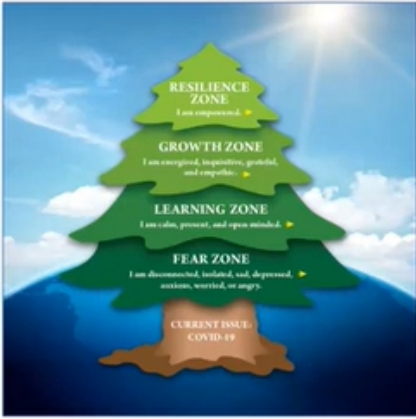 RESILIENCE
ZONE
I am empowered.
GROWTH ZONE
I am energized, inquisitive, grateful,
and empathic.
LEARNING ZONE
I am calm, present, and open minded.
FEAR ZONE
I am disconnected, isolated, sad, depressed,
anxious, worried, or angry.
CURRENT ISSUE:
COVID-19